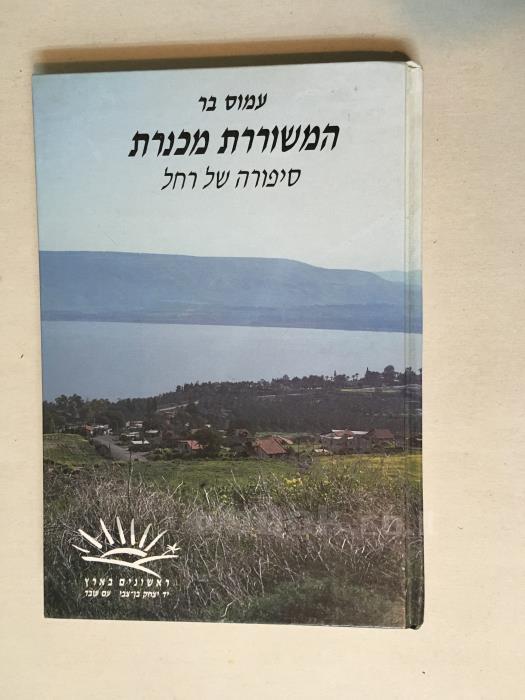 עמוס בר
המשוררת מכנרת
סיפורה של רחל
ראשונים בארץ
יד יצחק בן־צבי עם עובד